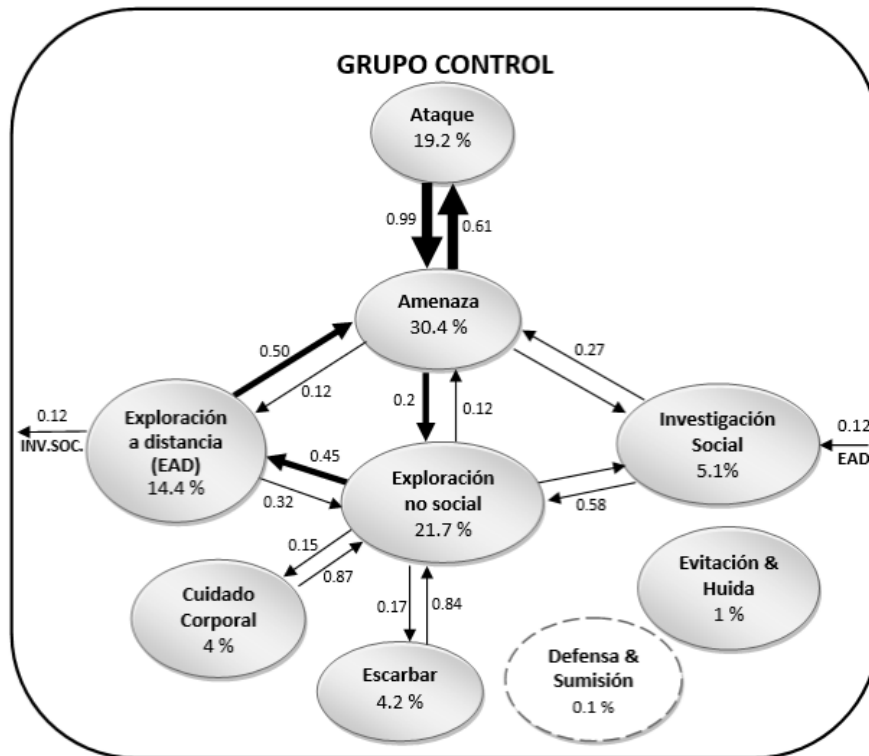 GRUPO CONTROL
Ataque
19.2 %
0.99
0.61
Amenaza
30.4 %
0.50
0.12
0.2
0.12
0.27
0.12
INV.SOC.
Exploración
a distancia
(EAD)
14.4 %
0.45
0.32
Exploración
no social
21.7 %
Investigación
Social
5.1%
0.12
EAD
0.58
0.15
0.87
Cuidado
Corporal
4 %
0.17
0.84
Escarbar
4.2 %
Evitación &
Huida
1 %
Defensa &
Sumisión
0.1 %